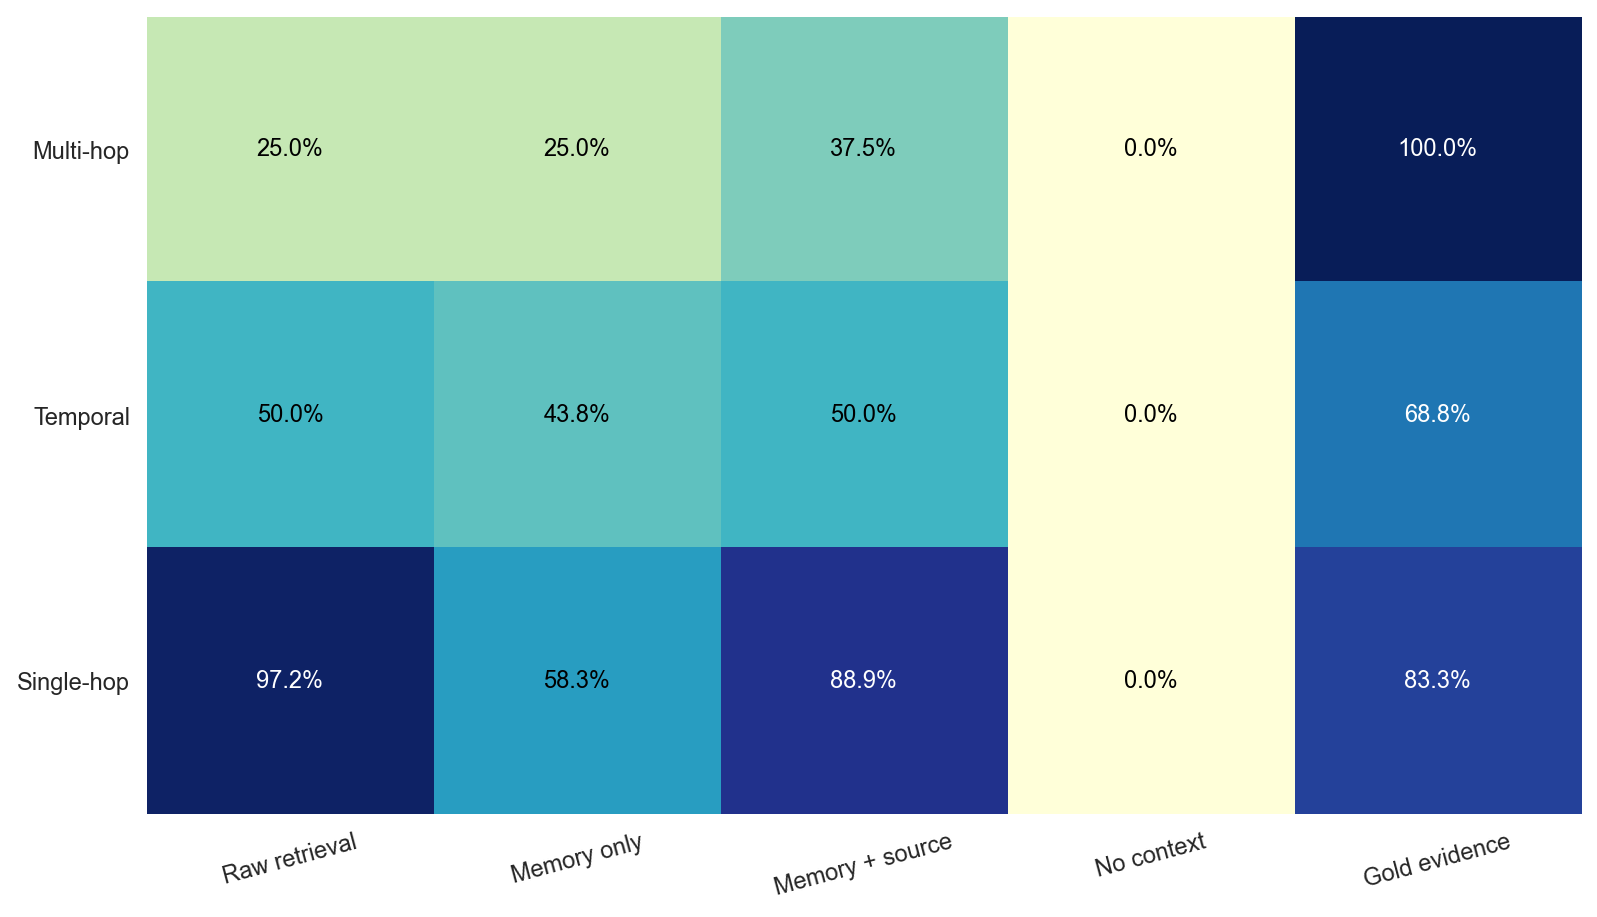 Multi-hop 25.0% 25.0% 37.5% 0.0% 100.0%
Temporal 50.0% 43.8% 50.0% 0.0% 68.8%
Single-hop 97.2% 58.3% 88.9% 0.0% 83.3%
Raw retrieval Memory only Memory + source No context Gold evidence